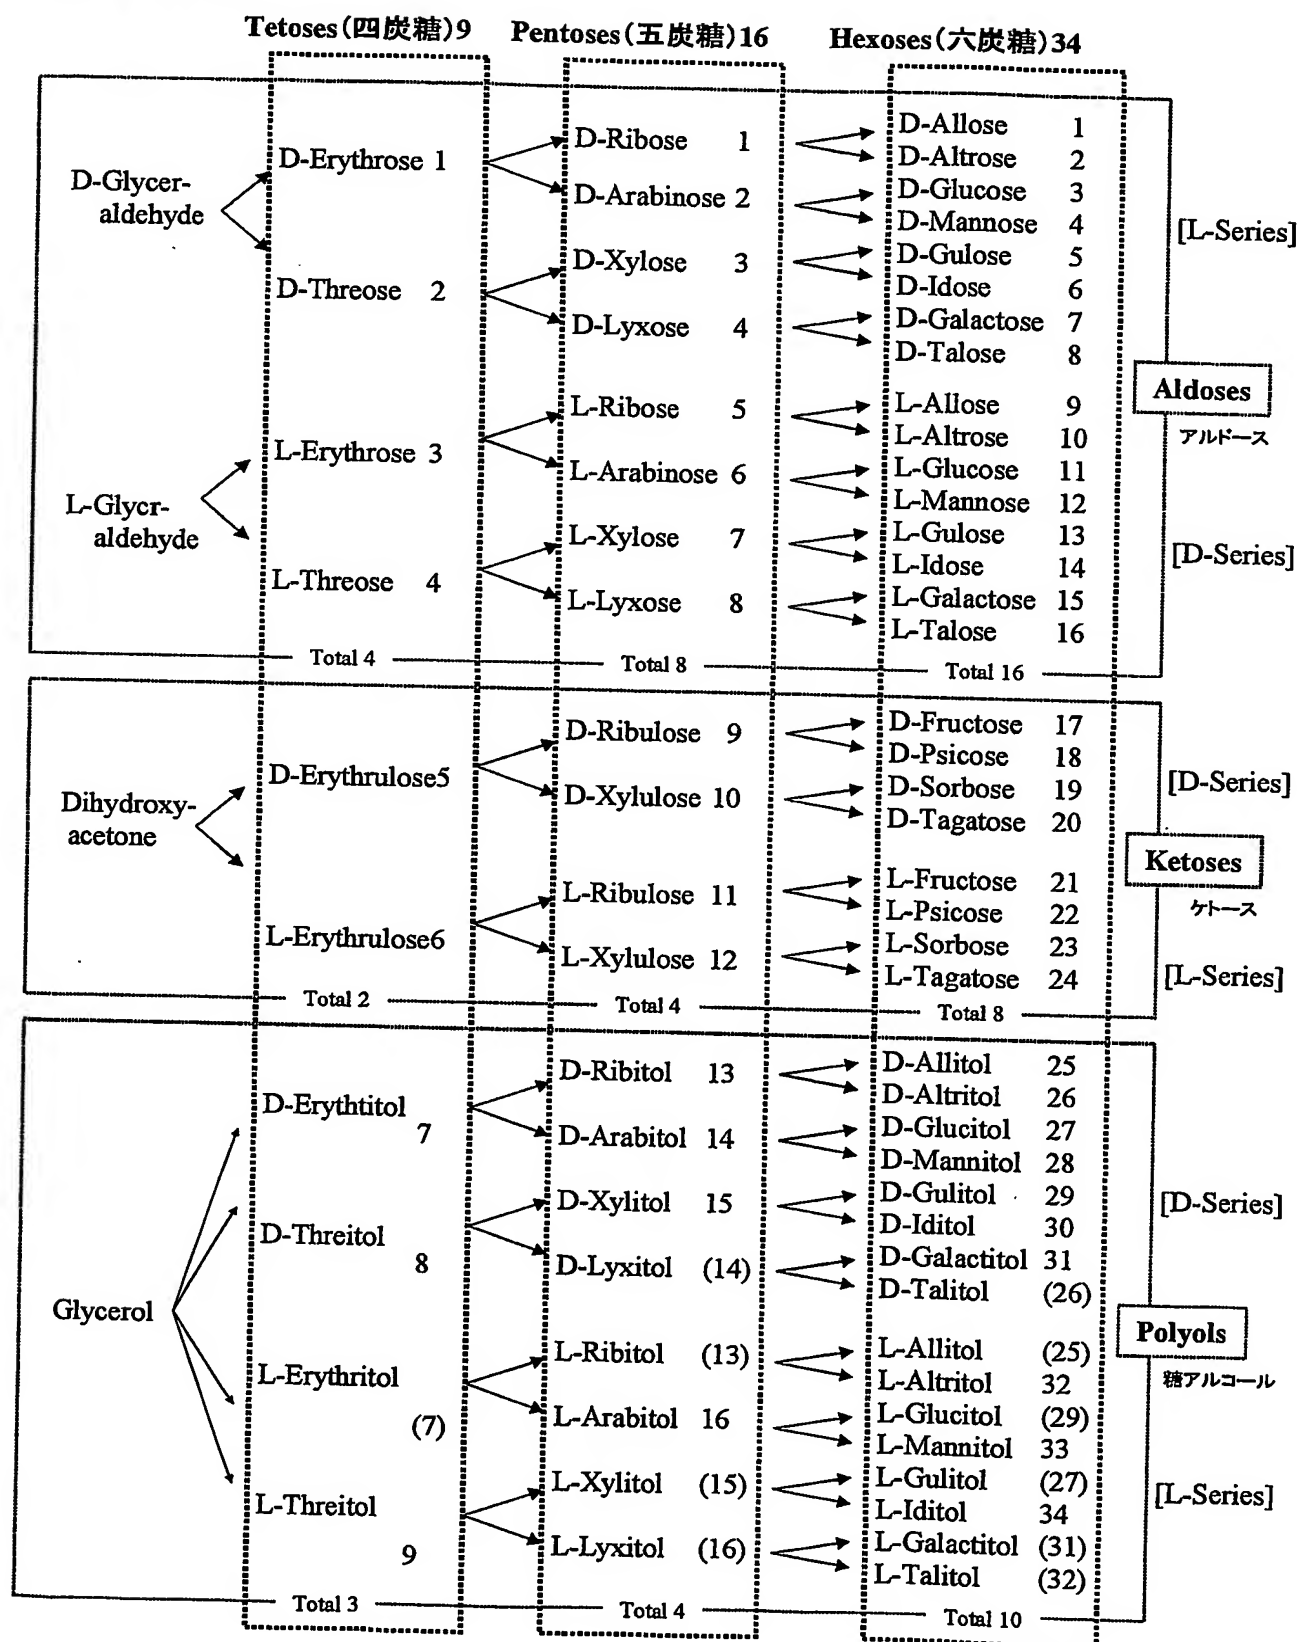 Tetoses(四炭糖)9 Pentoses(五炭糖)16 Hexoses(六炭糖)34
D-Glycer-
aldehyde
L-Glycr-
aldehyde
D-Erythrose 1
D-Threose 2
L-Erythrose 3
L-Threose 4
Total 4
D-Ribose 1
D-Arabinose 2
D-Xylose 3
D-Lyxose 4
L-Ribose 5
L-Arabinose 6
L-Xylose 7
L-Lyxose 8
Total 8
D-Allose 1
D-Altrose 2
D-Glucose 3
D-Mannose 4
D-Gulose 5
D-Idose 6
D-Galactose 7
D-Talose 8
L-Allose 9
L-Altrose 10
L-Glucose 11
L-Mannose 12
L-Gulose 13
L-Idose 14
L-Galactose 15
L-Talose 16
Total 16
[L-Series]
Aldoses
アルドース
[D-Series]
Dihydroxy-
acetone
D-Erythrulose5
L-Erythrulose6
Total 2
D-Ribulose 9
D-Xylulose 10
L-Ribulose 11
L-Xylulose 12
Total 4
D-Fructose 17
D-Psicose 18
D-Sorbose 19
D-Tagatose 20
L-Fructose 21
L-Psicose 22
L-Sorbose 23
L-Tagatose 24
Total 8
[D-Series]
Ketoses
ケトース
[L-Series]
Glycerol
D-Erythtitol
7
D-Threitol
8
L-Erythritol
(7)
L-Threitol
9
Total 3
D-Ribitol 13
D-Arabitol 14
D-Xylitol 15
D-Lyxitol (14)
L-Ribitol (13)
L-Arabitol 16
L-Xylitol (15)
L-Lyxitol (16)
Total 4
D-Allitol 25
D-Altritol 26
D-Glucitol 27
D-Mannitol 28
D-Gulitol 29
D-Iditol 30
D-Galactitol 31
D-Talitol (26)
L-Allitol (25)
L-Altritol 32
L-Glucitol (29)
L-Mannitol 33
L-Gulitol (27)
L-Iditol 34
L-Galactitol (31)
L-Talitol (32)
Total 10
[D-Series]
Polyols
糖アルコール
[L-Series]